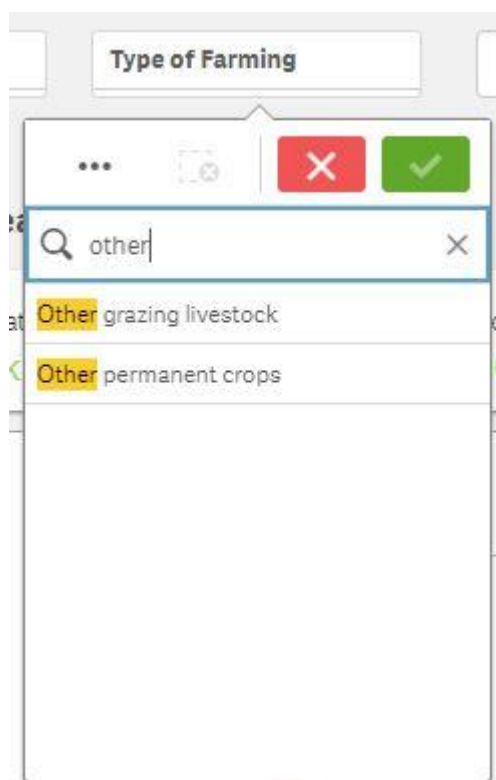 Type of Farming
•••
other
Other grazing livestock
Other permanent crops